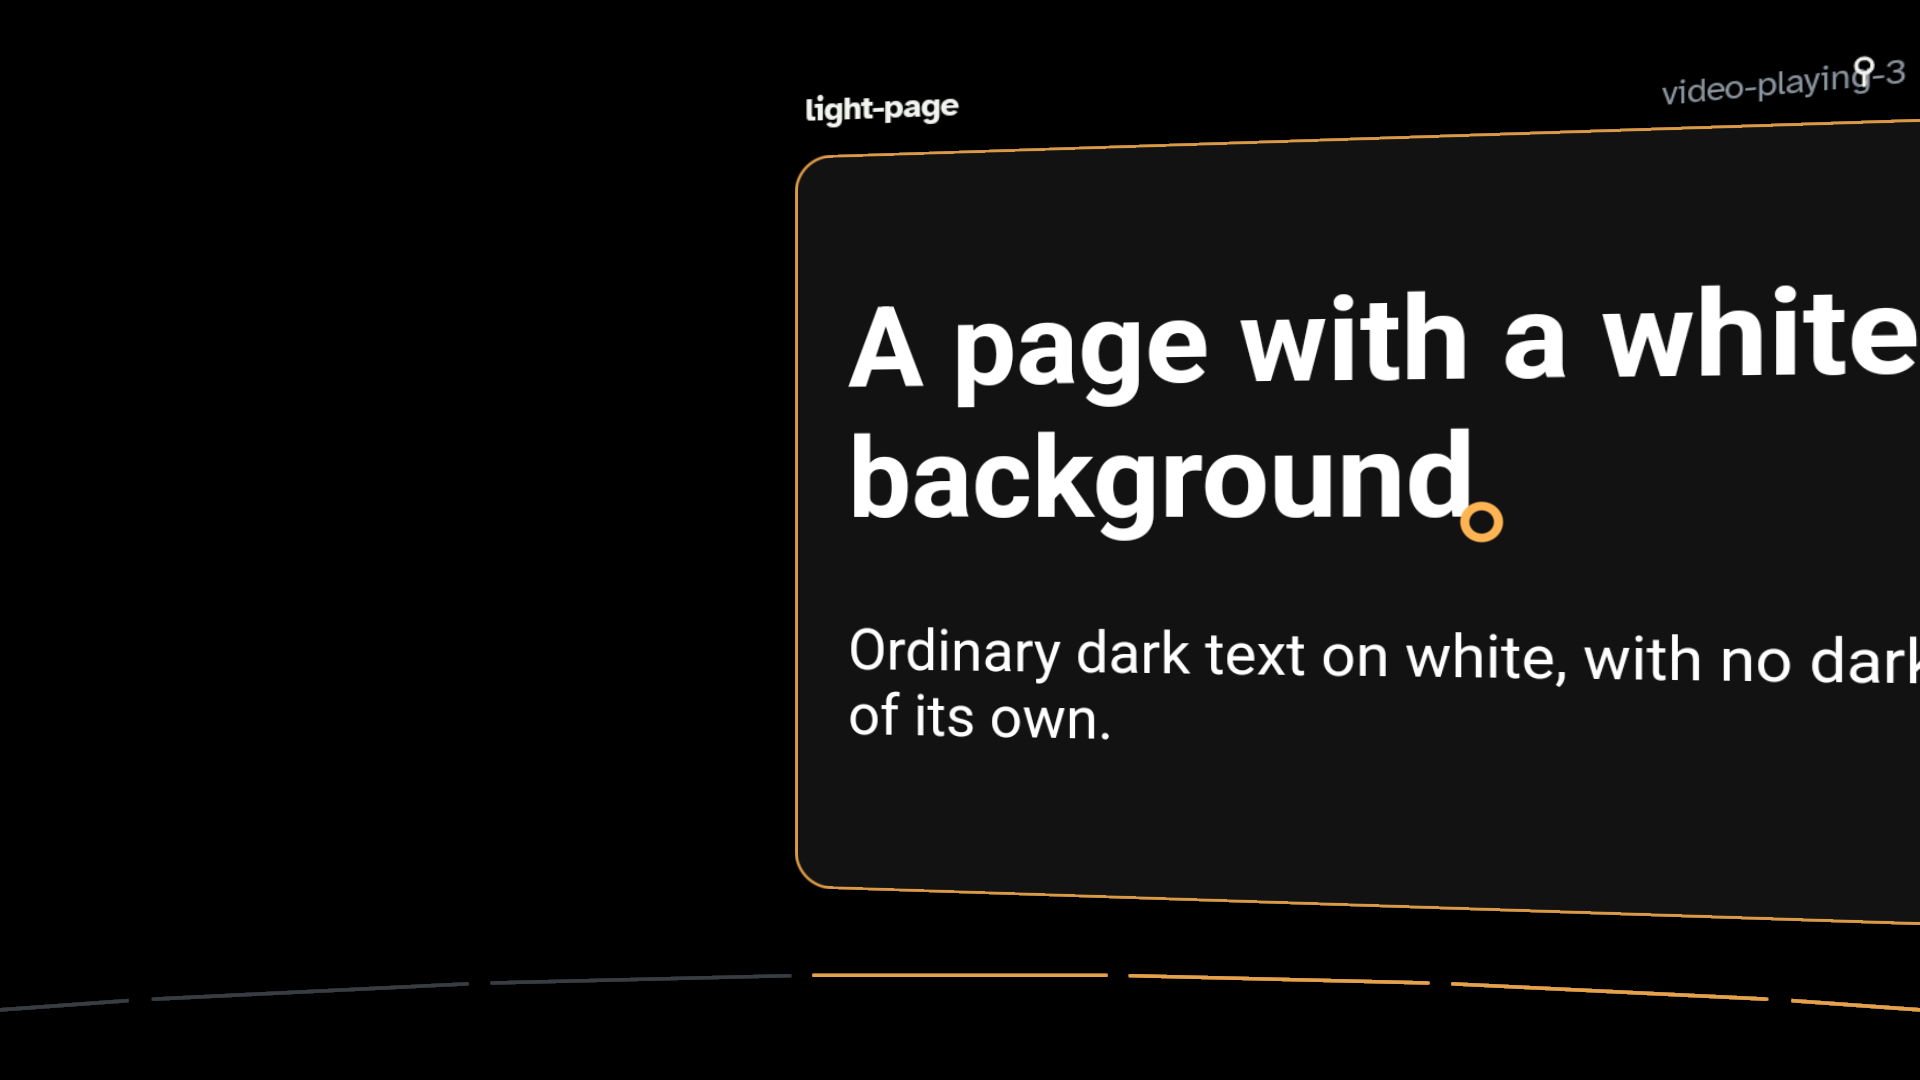 light-page
video-playing-3
A page with a white
background
Ordinary dark text on white, with no dark
of its own.